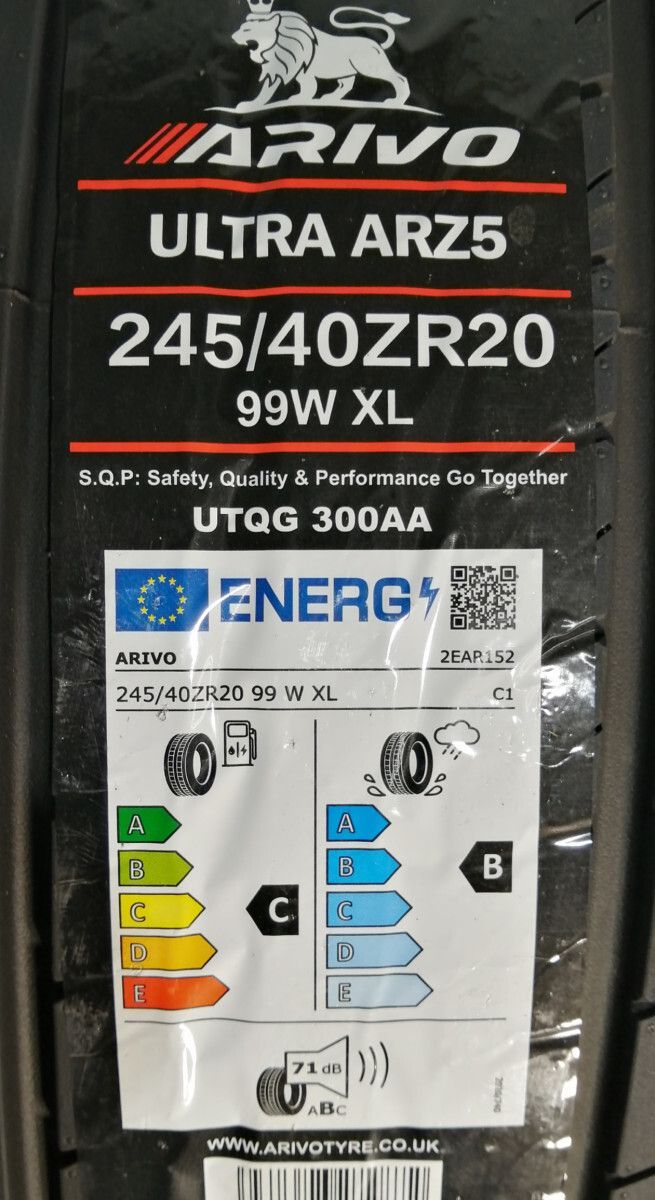 ARIVO
ULTRA ARZ5
245/40ZR20
99W XL
S.Q.P: Safety, Quality & Performance Go Together
UTQG 300AA
ENERG
ARIVO 2EAR152
245/40ZR20 99 W XL C1
A A
B B B
C C C
D D
E E
71 dB
ABC
WWW.ARIVOTYRE.CO.UK